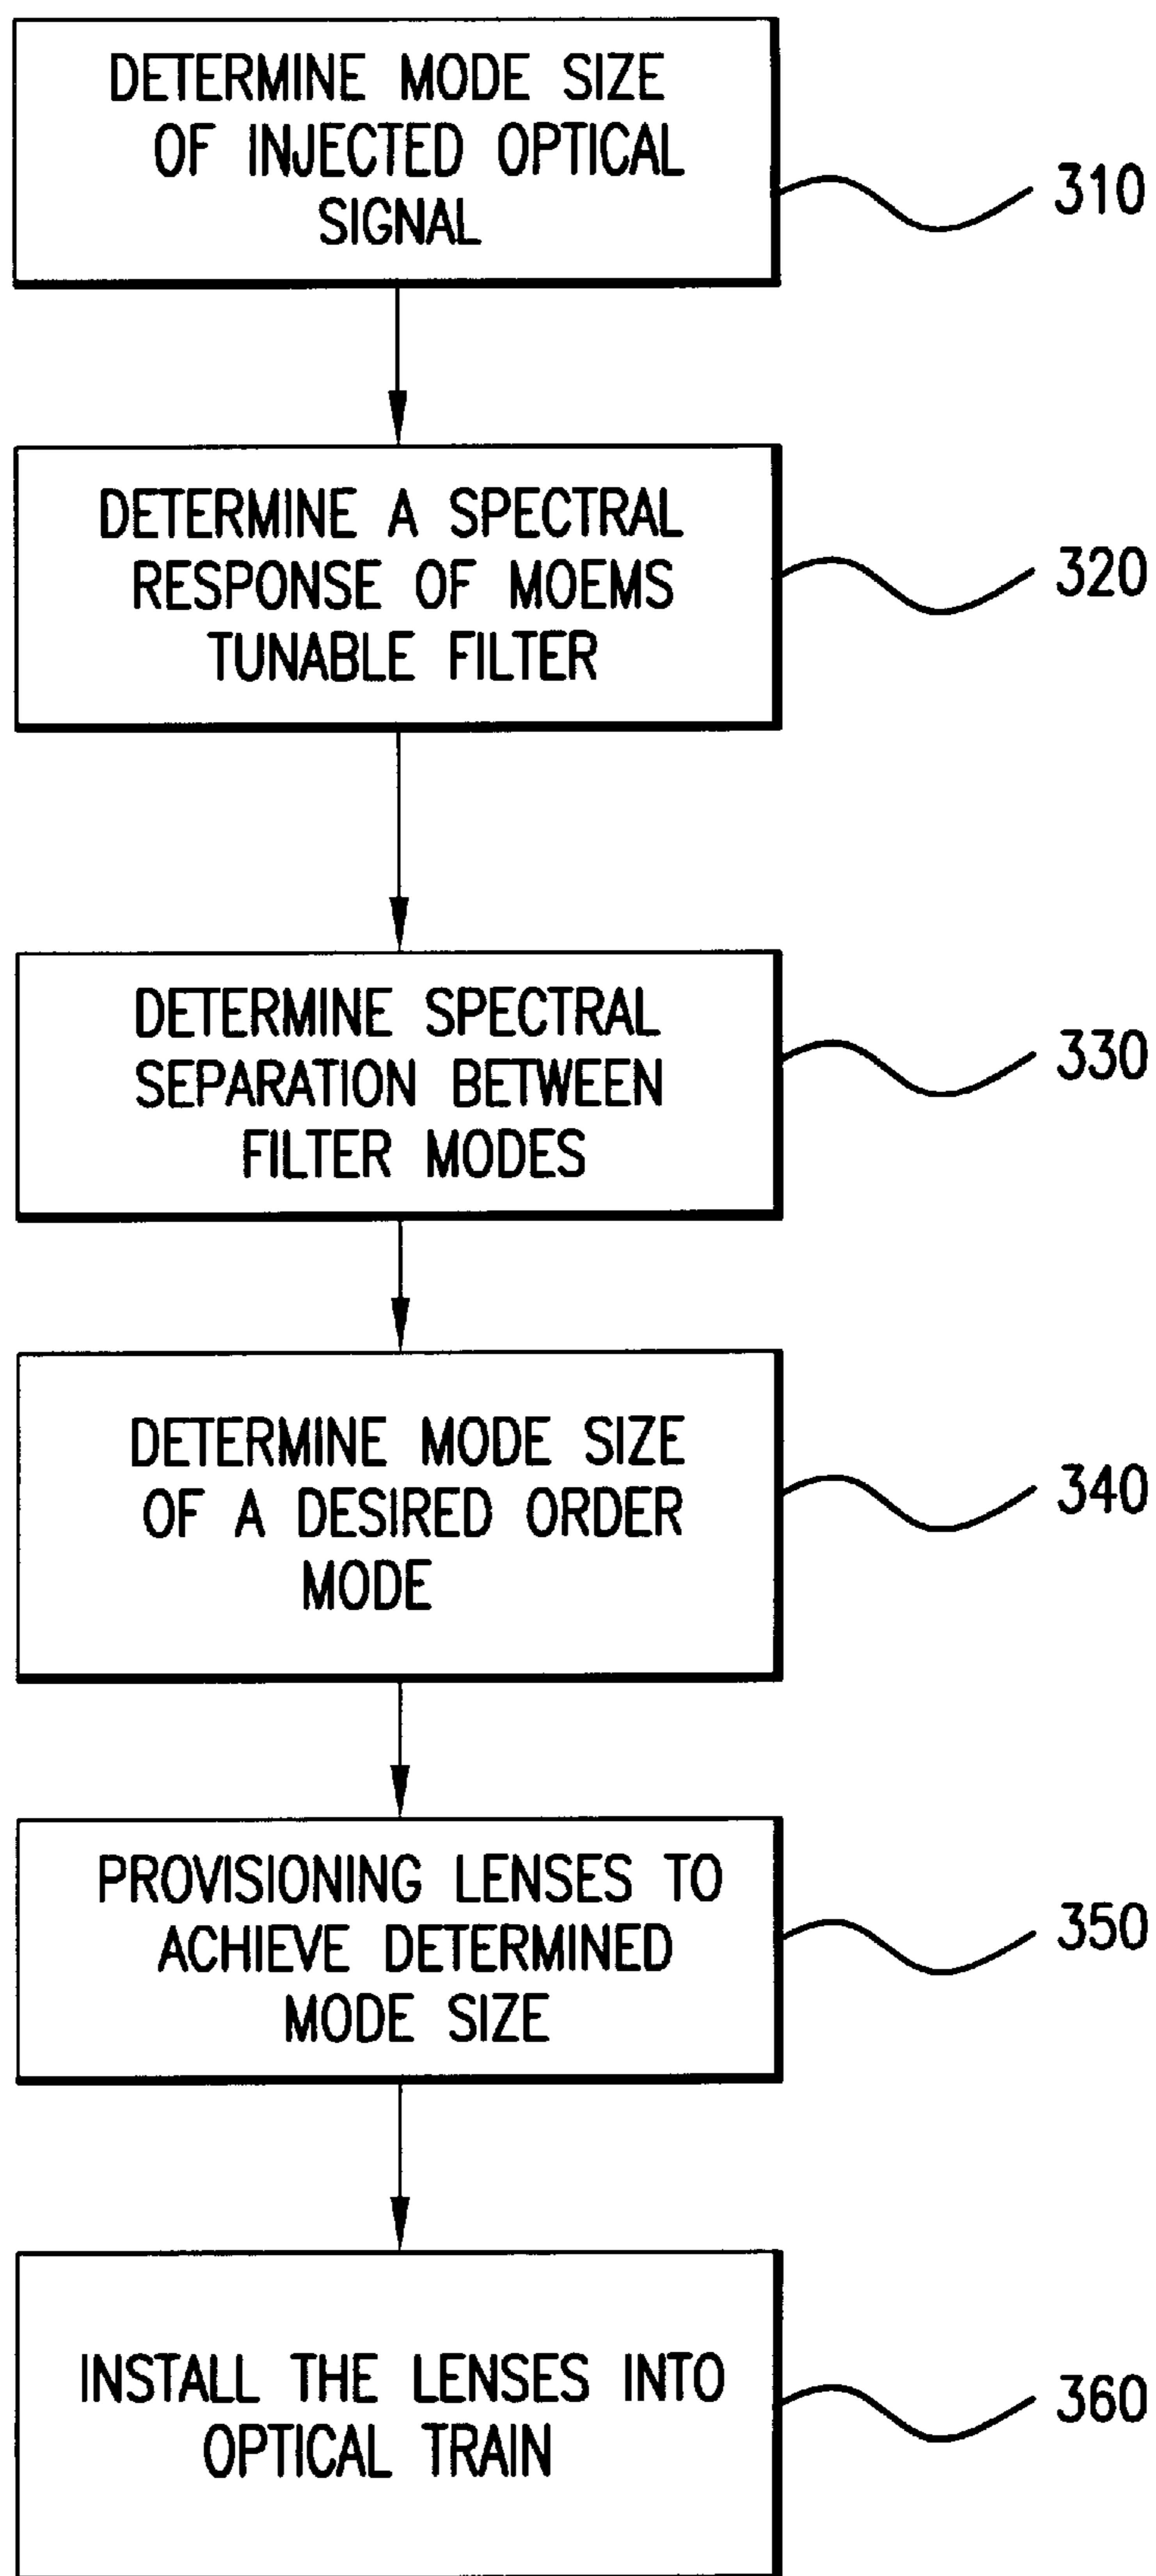 DETERMINE MODE SIZE
OF INJECTED OPTICAL
SIGNAL
310
DETERMINE A SPECTRAL
RESPONSE OF MOEMS
TUNABLE FILTER
320
DETERMINE SPECTRAL
SEPARATION BETWEEN
FILTER MODES
330
DETERMINE MODE SIZE
OF A DESIRED ORDER
MODE
340
PROVISIONING LENSES TO
ACHIEVE DETERMINED
MODE SIZE
350
INSTALL THE LENSES INTO
OPTICAL TRAIN
360